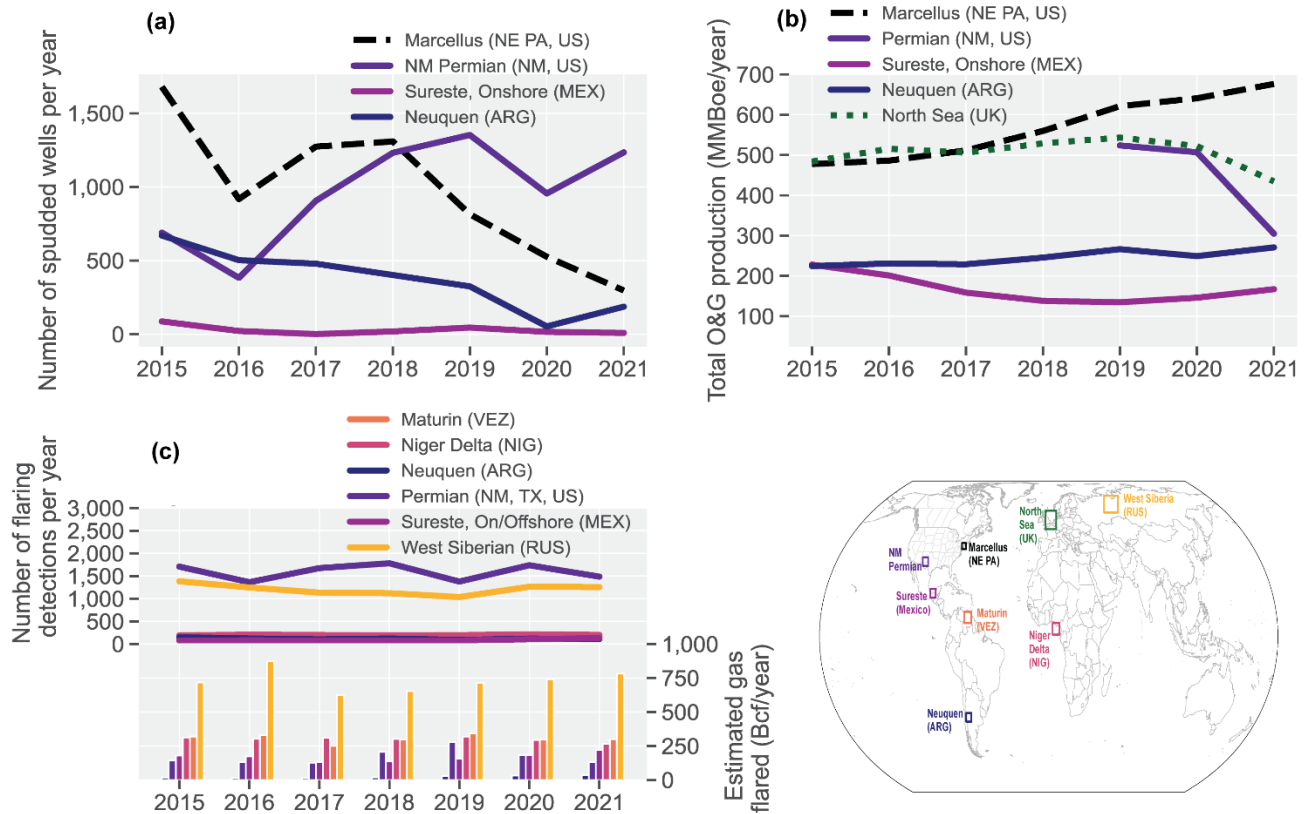 (a)
Marcellus (NE PA, US)
NM Permian (NM, US)
Sureste, Onshore (MEX)
Neuquen (ARG)
Number of spudded wells per year
1,500
1,000
500
0
2015 2016 2017 2018 2019 2020 2021
(b)
Marcellus (NE PA, US)
Permian (NM, US)
Sureste, Onshore (MEX)
Neuquen (ARG)
North Sea (UK)
Total O&G production (MMBoe/year)
700
600
500
400
300
200
100
2015 2016 2017 2018 2019 2020 2021
(c)
Maturin (VEZ)
Niger Delta (NIG)
Neuquen (ARG)
Permian (NM, TX, US)
Sureste, On/Offshore (MEX)
West Siberian (RUS)
Number of flaring
detections per year
3,000
2,500
2,000
1,500
1,000
500
0
1,000
750
500
250
0
Estimated gas
flared (Bcf/year)
2015 2016 2017 2018 2019 2020 2021
West Siberia
(RUS)
North
Sea
(UK)
Marcellus
(NE PA)
NM
Permian
Sureste
(Mexico)
Maturin
(VEZ)
Niger
Delta
(NIG)
Neuquen
(ARG)